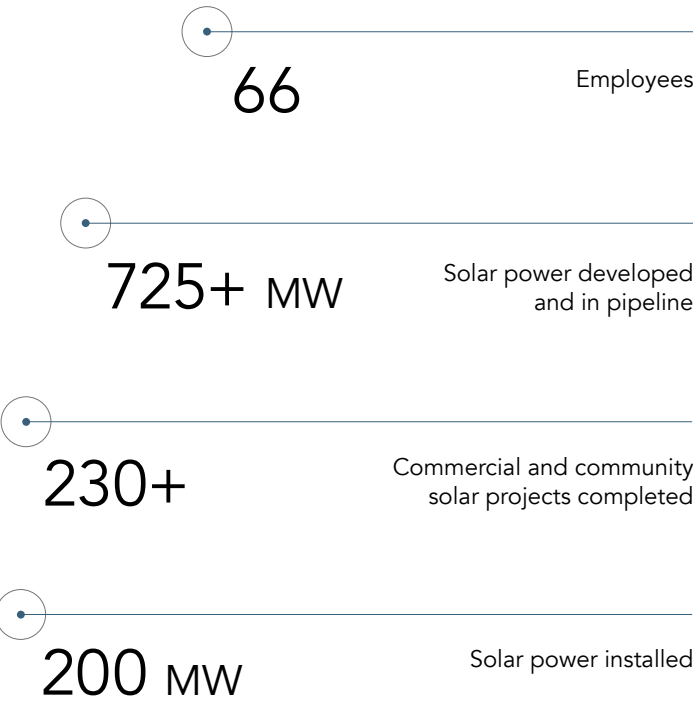 66
Employees
725+ MW
Solar power developed
and in pipeline
230+
Commercial and community
solar projects completed
200 MW
Solar power installed